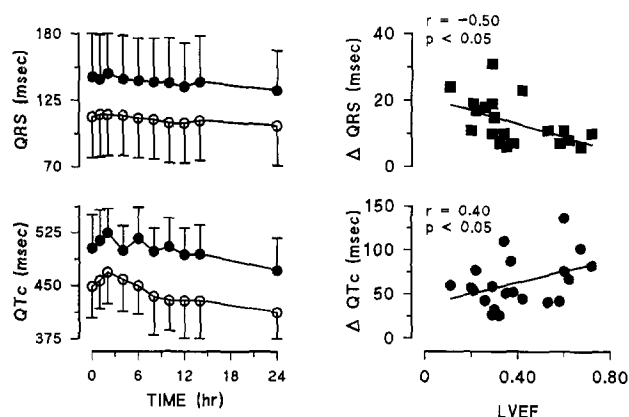 180
125
70
QRS (msec)
r = -0.50
p < 0.05
40
20
0
Δ QRS (msec)
525
450
375
QTc (msec)
0 6 12 18 24
TIME (hr)
r = 0.40
p < 0.05
150
100
50
0
Δ QTc (msec)
0 0.40 0.80
LVEF